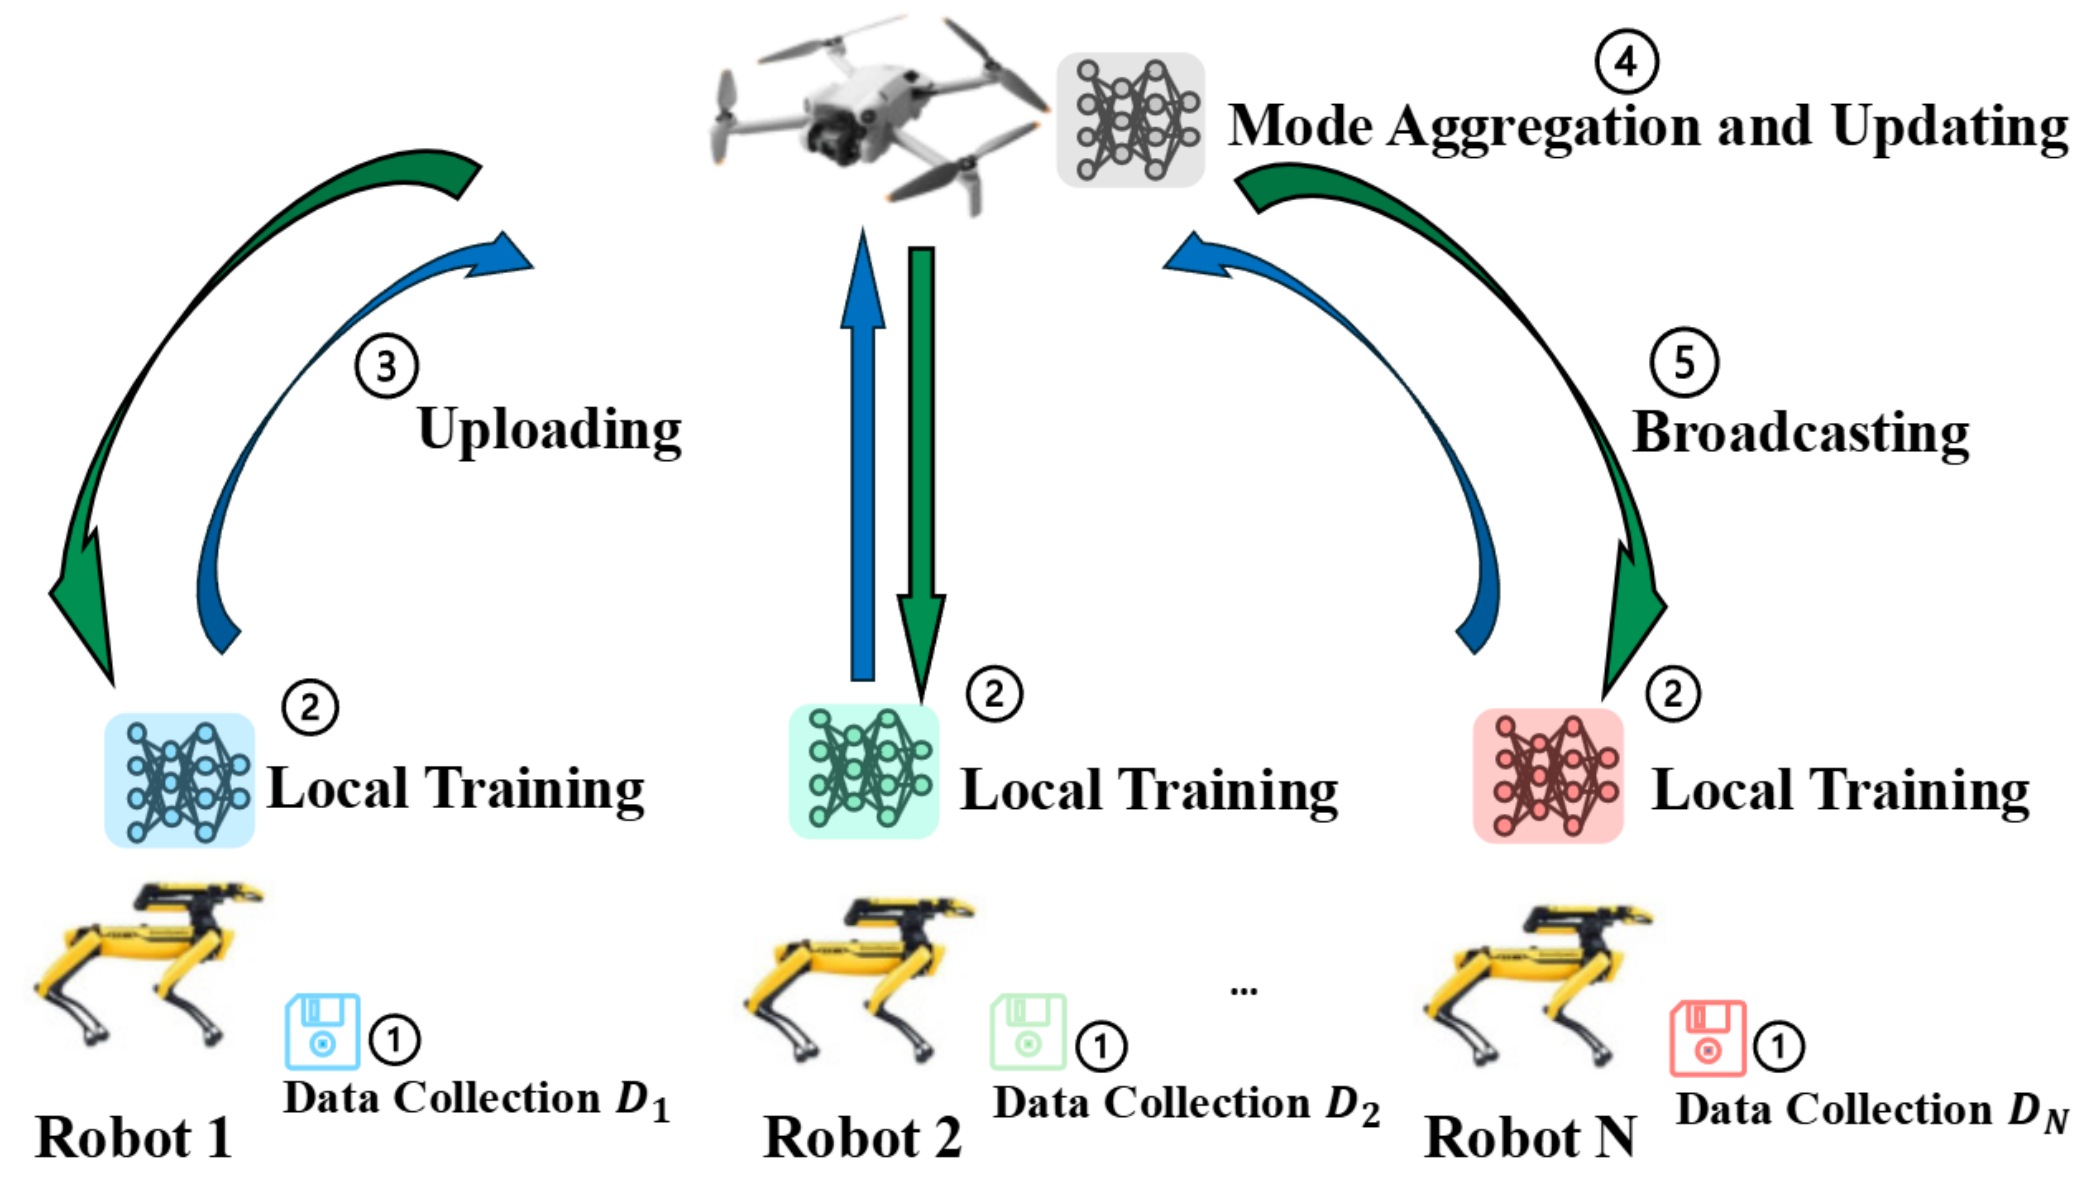 ④
Mode Aggregation and Updating
③
Uploading
⑤
Broadcasting
②
Local Training
②
Local Training
②
Local Training
①
Data Collection D₁
Robot 1
①
Data Collection D₂
Robot 2
...
①
Data Collection D_N
Robot N